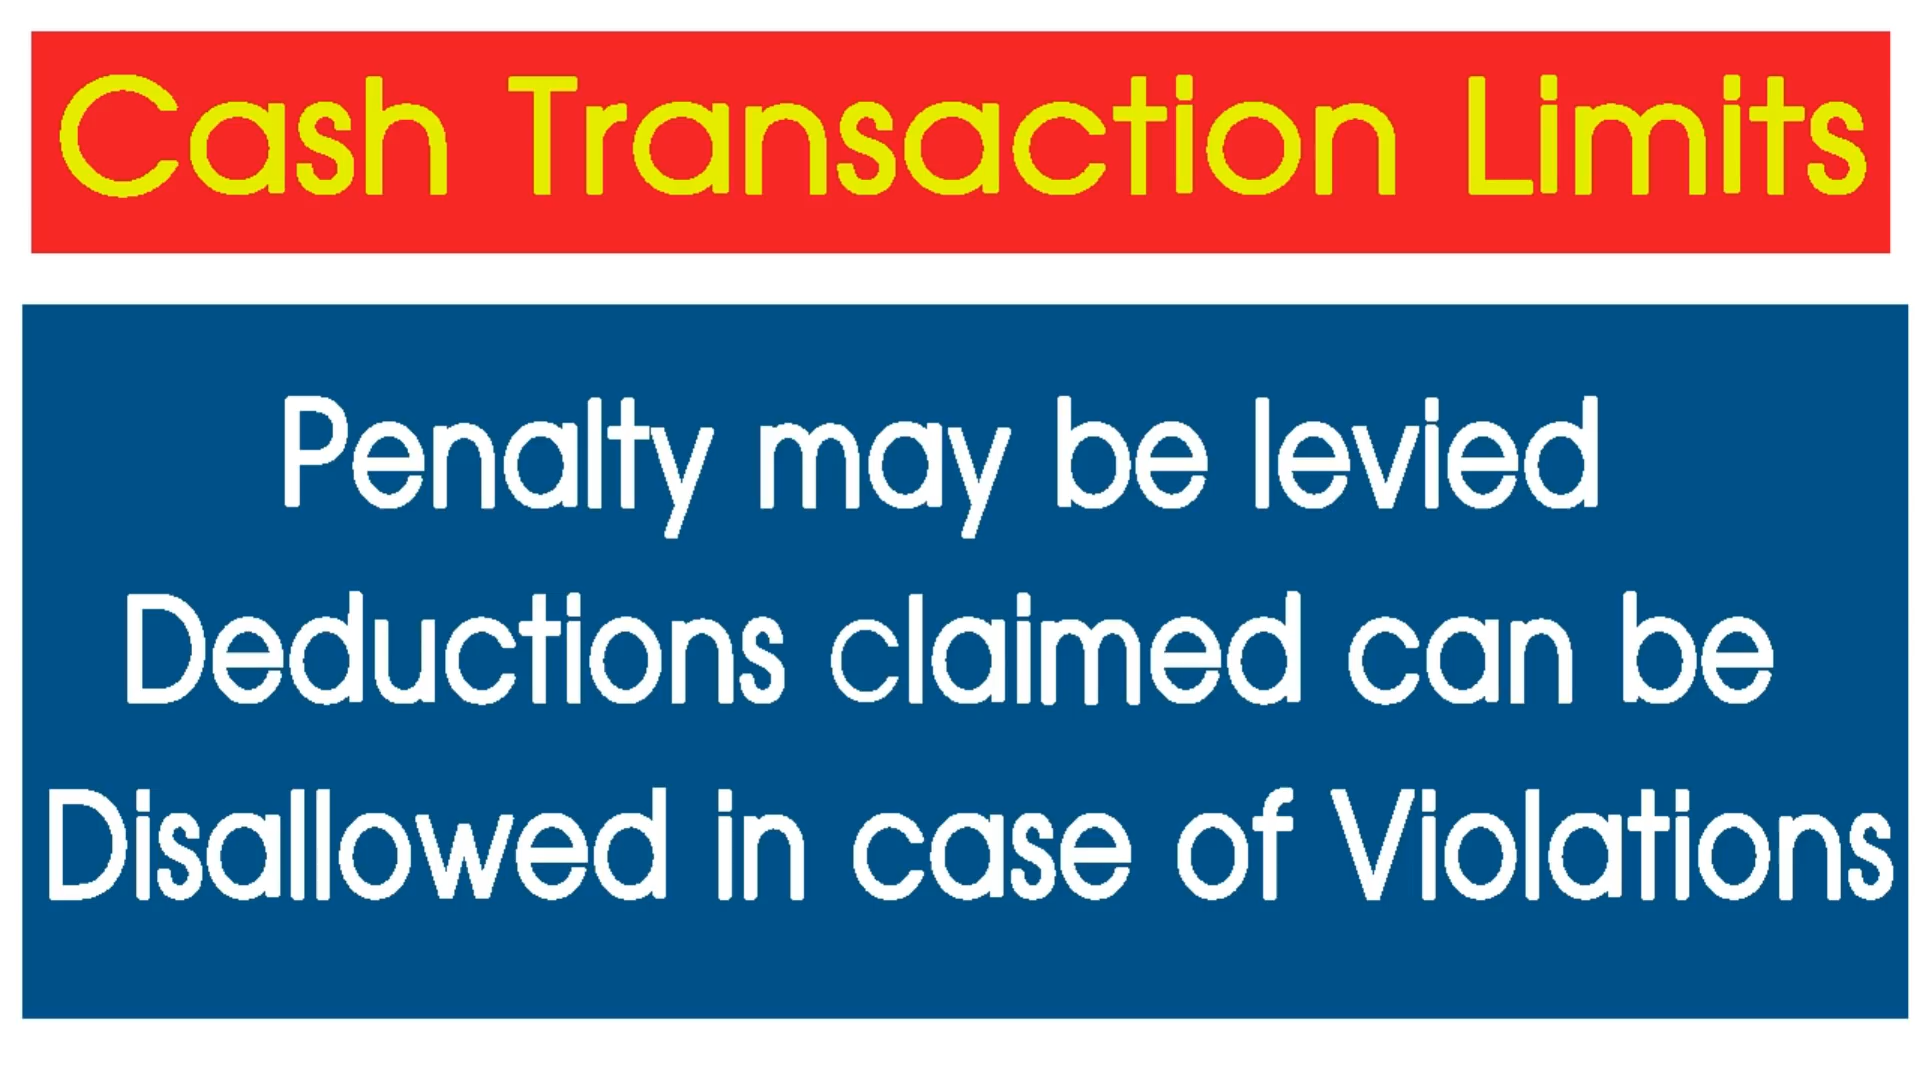 Cash Transaction Limits
Penalty may be levied
Deductions claimed can be
Disallowed in case of Violations